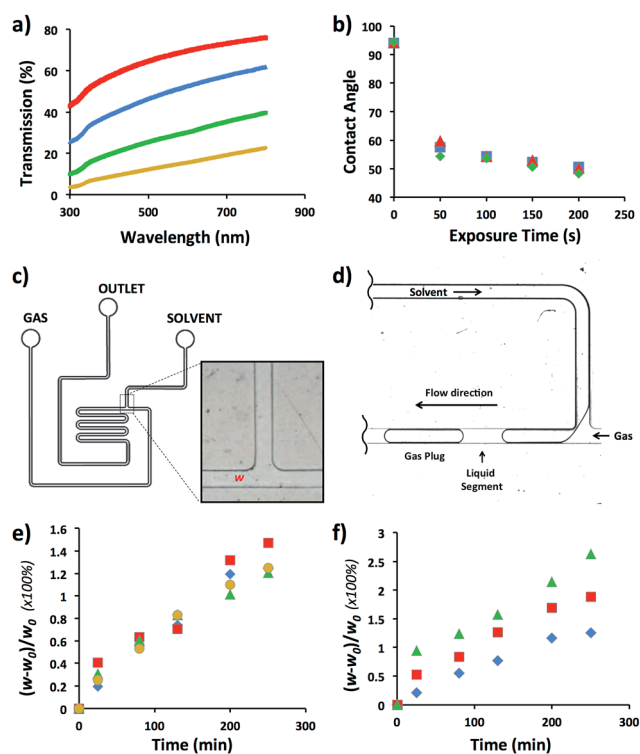 a)
80
60
40
20
0
Transmission (%)
300 500 700 900
Wavelength (nm)
b)
100
90
80
70
60
50
40
Contact Angle
0 50 100 150 200 250
Exposure Time (s)
c)
OUTLET
GAS
SOLVENT
w
d)
Solvent
Flow direction
Gas
Gas Plug
Liquid
Segment
e)
1.6
1.4
1.2
1
0.8
0.6
0.4
0.2
0
(w-w0)/w0 (x100%)
0 100 200 300
Time (min)
f)
3
2.5
2
1.5
1
0.5
0
(w-w0)/w0 (x100%)
0 100 200 300
Time (min)